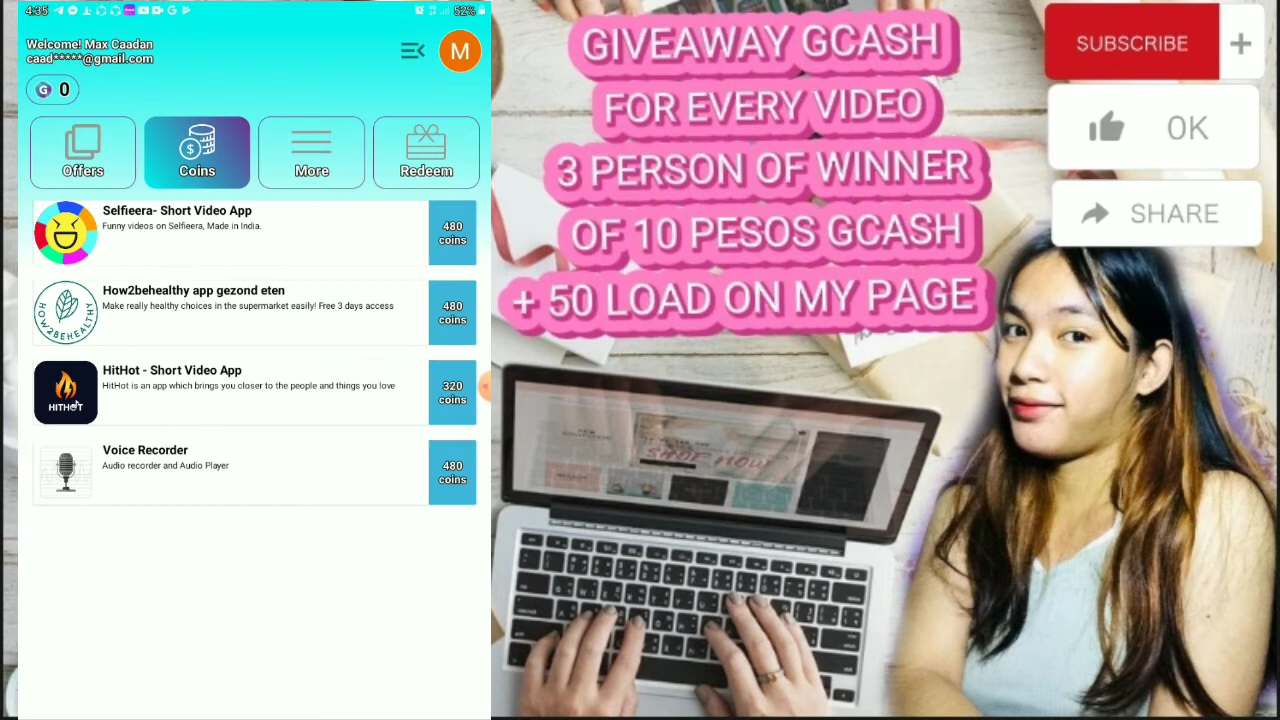 4:35
52%
Welcome! Max Caadan
caad*****@gmail.com
M
G 0
Offers
Coins
More
Redeem
Selfieera- Short Video App
Funny videos on Selfieera, Made in India.
480
coins
How2behealthy app gezond eten
Make really healthy choices in the supermarket easily! Free 3 days access
HOW2BEHEALTHY
480
coins
HitHot - Short Video App
HitHot is an app which brings you closer to the people and things you love
HITHOT
320
coins
Voice Recorder
Audio recorder and Audio Player
480
coins
GIVEAWAY GCASH
FOR EVERY VIDEO
3 PERSON OF WINNER
OF 10 PESOS GCASH
+ 50 LOAD ON MY PAGE
SHOP NOW
SUBSCRIBE
+
0K
SHARE